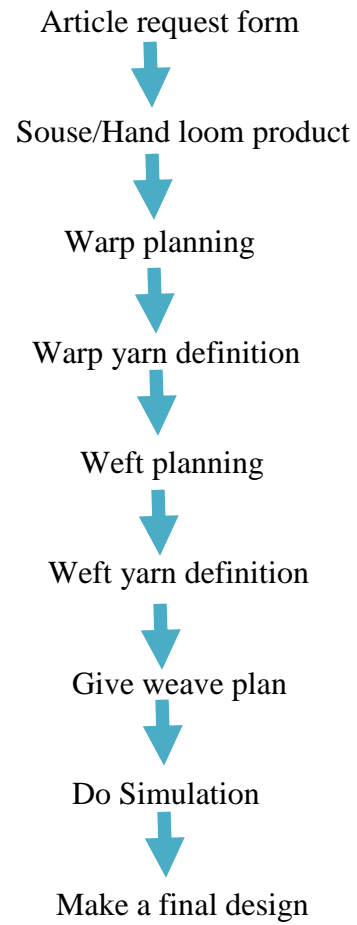 Article request form
Souse/Hand loom product
Warp planning
Warp yarn definition
Weft planning
Weft yarn definition
Give weave plan
Do Simulation
Make a final design